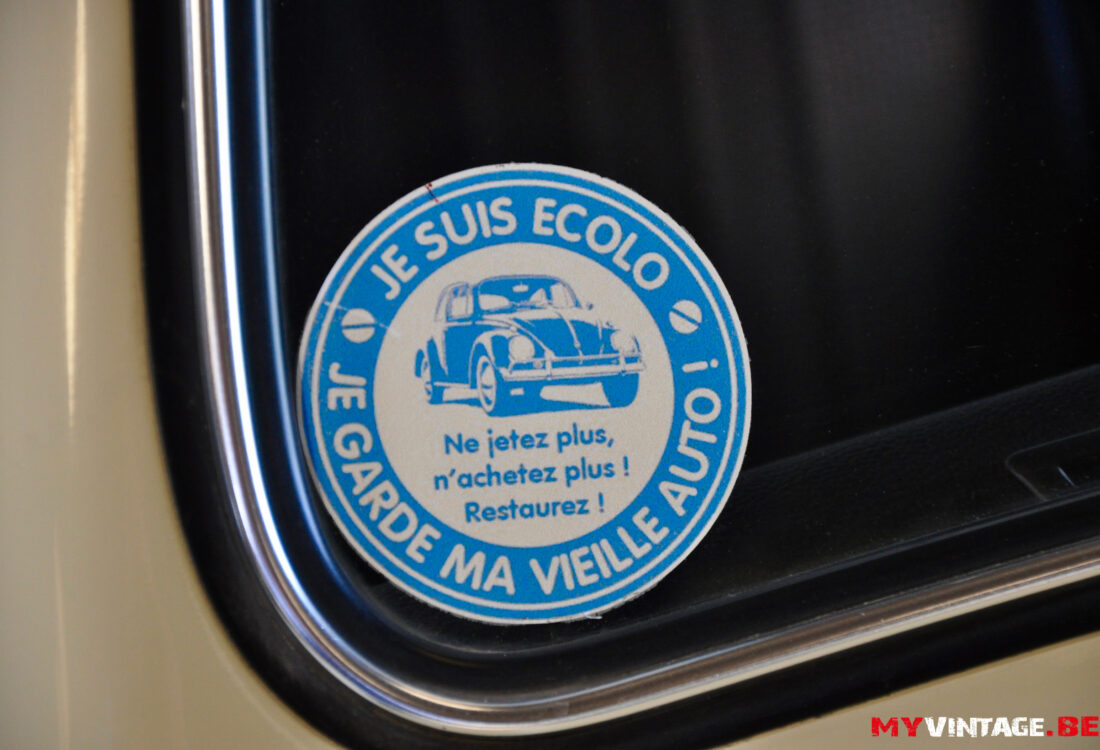 JE SUIS ECOLO
Ne jetez plus,
n'achetez plus !
Restaurez !
JE GARDE MA VIEILLE AUTO !
MYVINTAGE.BE